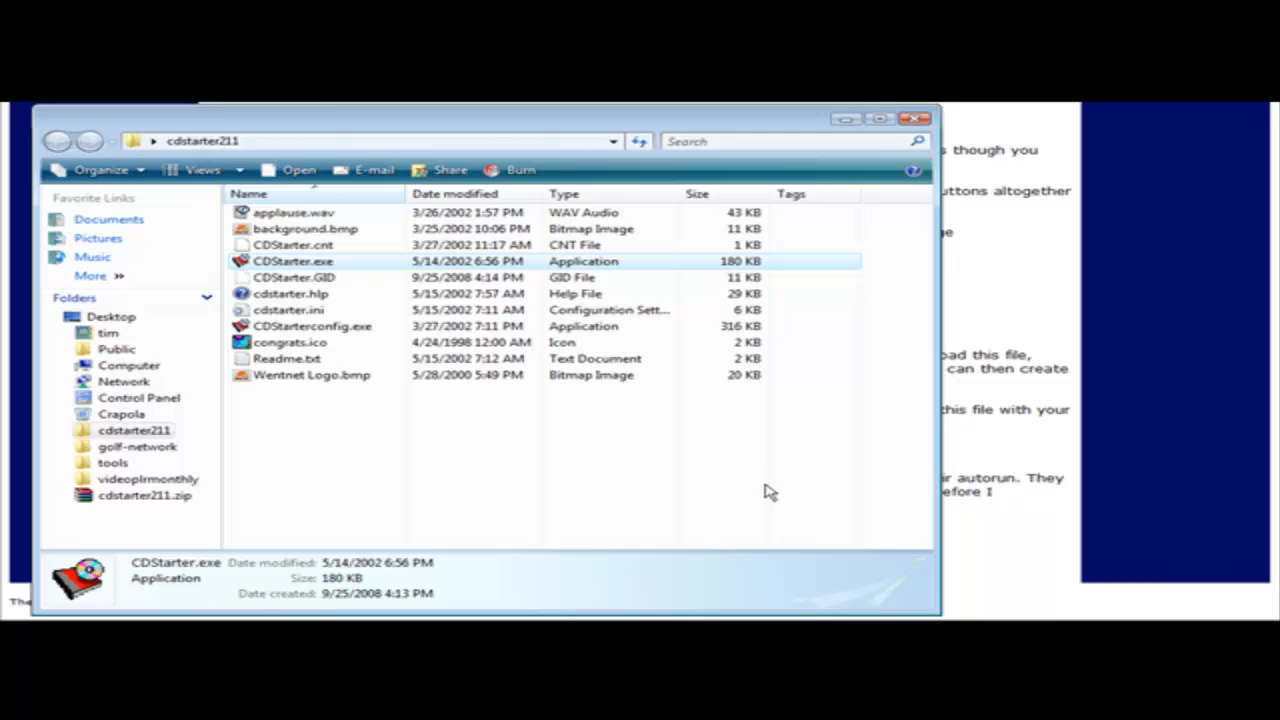 cdstarter211
Search
Organize Views Open E-mail Share Burn
Favorite Links
Documents
Pictures
Music
More »
Folders
Desktop
tim
Public
Computer
Network
Control Panel
Crapola
cdstarter211
golf-network
tools
videoplrmonthly
cdstarter211.zip
Name Date modified Type Size Tags
applause.wav 3/26/2002 1:57 PM WAV Audio 43 KB
background.bmp 3/25/2002 10:06 PM Bitmap Image 11 KB
CDStarter.cnt 3/27/2002 11:17 AM CNT File 1 KB
CDStarter.exe 5/14/2002 6:56 PM Application 180 KB
CDStarter.GID 9/25/2008 4:14 PM GID File 11 KB
cdstarter.hlp 5/15/2002 7:57 AM Help File 29 KB
cdstarter.ini 5/15/2002 7:11 AM Configuration Sett... 6 KB
CDStarterconfig.exe 3/27/2002 7:11 PM Application 316 KB
congrats.ico 4/24/1998 12:00 AM Icon 2 KB
Readme.txt 5/15/2002 7:12 AM Text Document 2 KB
Wentnet Logo.bmp 5/28/2000 5:49 PM Bitmap Image 20 KB
CDStarter.exe Date modified: 5/14/2002 6:56 PM
Application Size: 180 KB
Date created: 9/25/2008 4:13 PM
s though you
uttons altogether
ge
oad this file,
can then create
this file with your
ir autorun. They
efore I
The